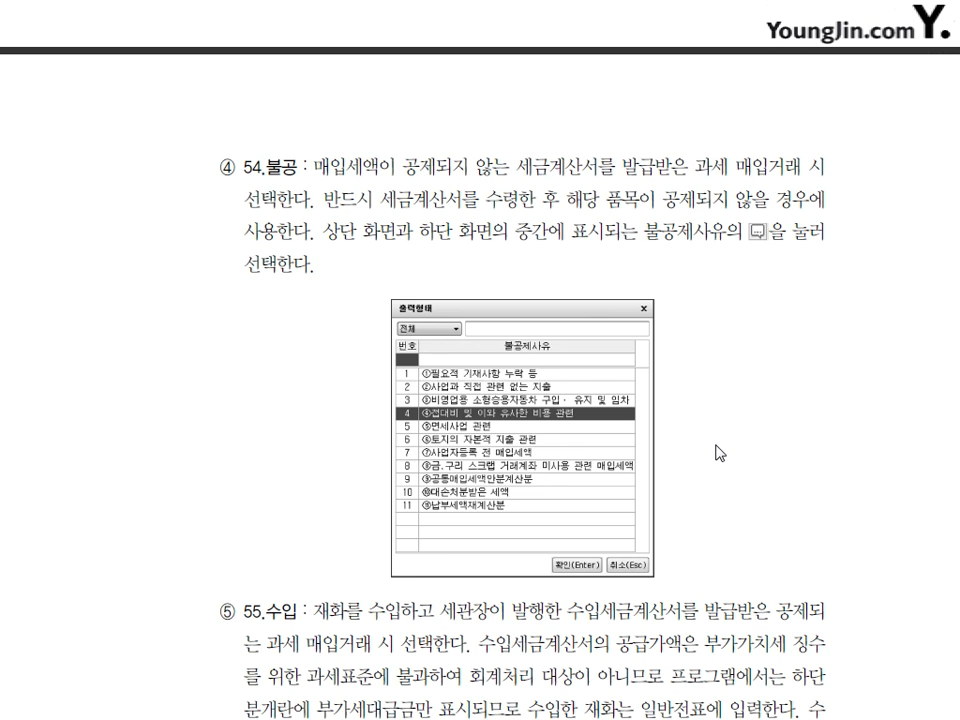 YoungJin.com Y.
④ 54.불공 : 매입세액이 공제되지 않는 세금계산서를 발급받은 과세 매입거래 시
선택한다. 반드시 세금계산서를 수령한 후 해당 품목이 공제되지 않을 경우에
사용한다. 상단 화면과 하단 화면의 중간에 표시되는 불공제사유의 을 눌러
선택한다.
출력형태 x
전체
번호 불공제사유
1 ①필요적 기재사항 누락 등
2 ②사업과 직접 관련 없는 지출
3 ③비영업용 소형승용자동차 구입· 유지 및 임차
4 ④접대비 및 이와 유사한 비용 관련
5 ⑤면세사업 관련
6 ⑥토지의 자본적 지출 관련
7 ⑦사업자등록 전 매입세액
8 ⑧금.구리 스크랩 거래계좌 미사용 관련 매입세액
9 ⑨공통매입세액안분계산분
10 ⑩대손처분받은 세액
11 납부세액재계산분
확인(Enter) 취소(Esc)
⑤ 55.수입 : 재화를 수입하고 세관장이 발행한 수입세금계산서를 발급받은 공제되
는 과세 매입거래 시 선택한다. 수입세금계산서의 공급가액은 부가가치세 징수
를 위한 과세표준에 불과하여 회계처리 대상이 아니므로 프로그램에서는 하단
분개란에 부가세대급금만 표시되므로 수입한 재화는 일반전표에 입력한다. 수